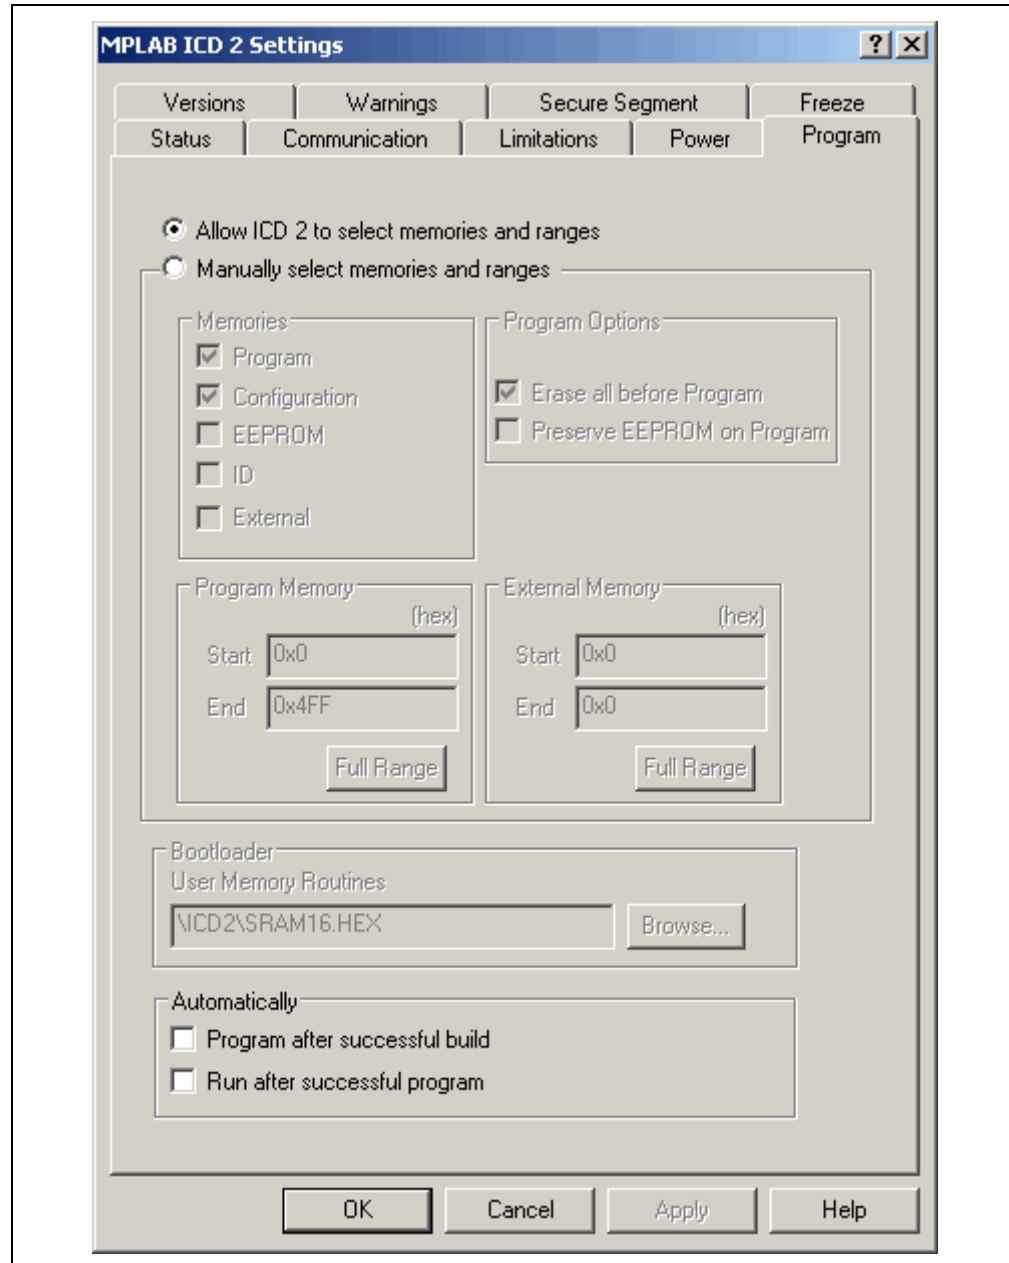 MPLAB ICD 2 Settings
Versions Warnings Secure Segment Freeze
Status Communication Limitations Power Program
Allow ICD 2 to select memories and ranges
Manually select memories and ranges
Memories
Program
Configuration
EEPROM
ID
External
Program Options
Erase all before Program
Preserve EEPROM on Program
Program Memory
(hex)
Start 0x0
End 0x4FF
Full Range
External Memory
(hex)
Start 0x0
End 0x0
Full Range
Bootloader
User Memory Routines
\ICD2\SRAM16.HEX Browse...
Automatically
Program after successful build
Run after successful program
OK Cancel Apply Help